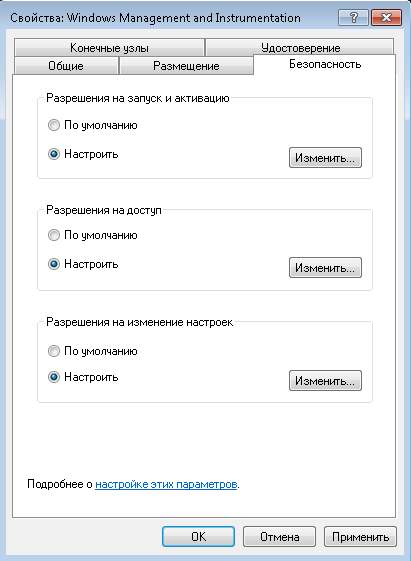 Свойства: Windows Management and Instrumentation
Конечные узлы
Удостоверение
Общие
Размещение
Безопасность
Разрешения на запуск и активацию
По умолчанию
Настроить
Изменить...
Разрешения на доступ
По умолчанию
Настроить
Изменить...
Разрешения на изменение настроек
По умолчанию
Настроить
Изменить...
Подробнее о настройке этих параметров.
OK
Отмена
Применить